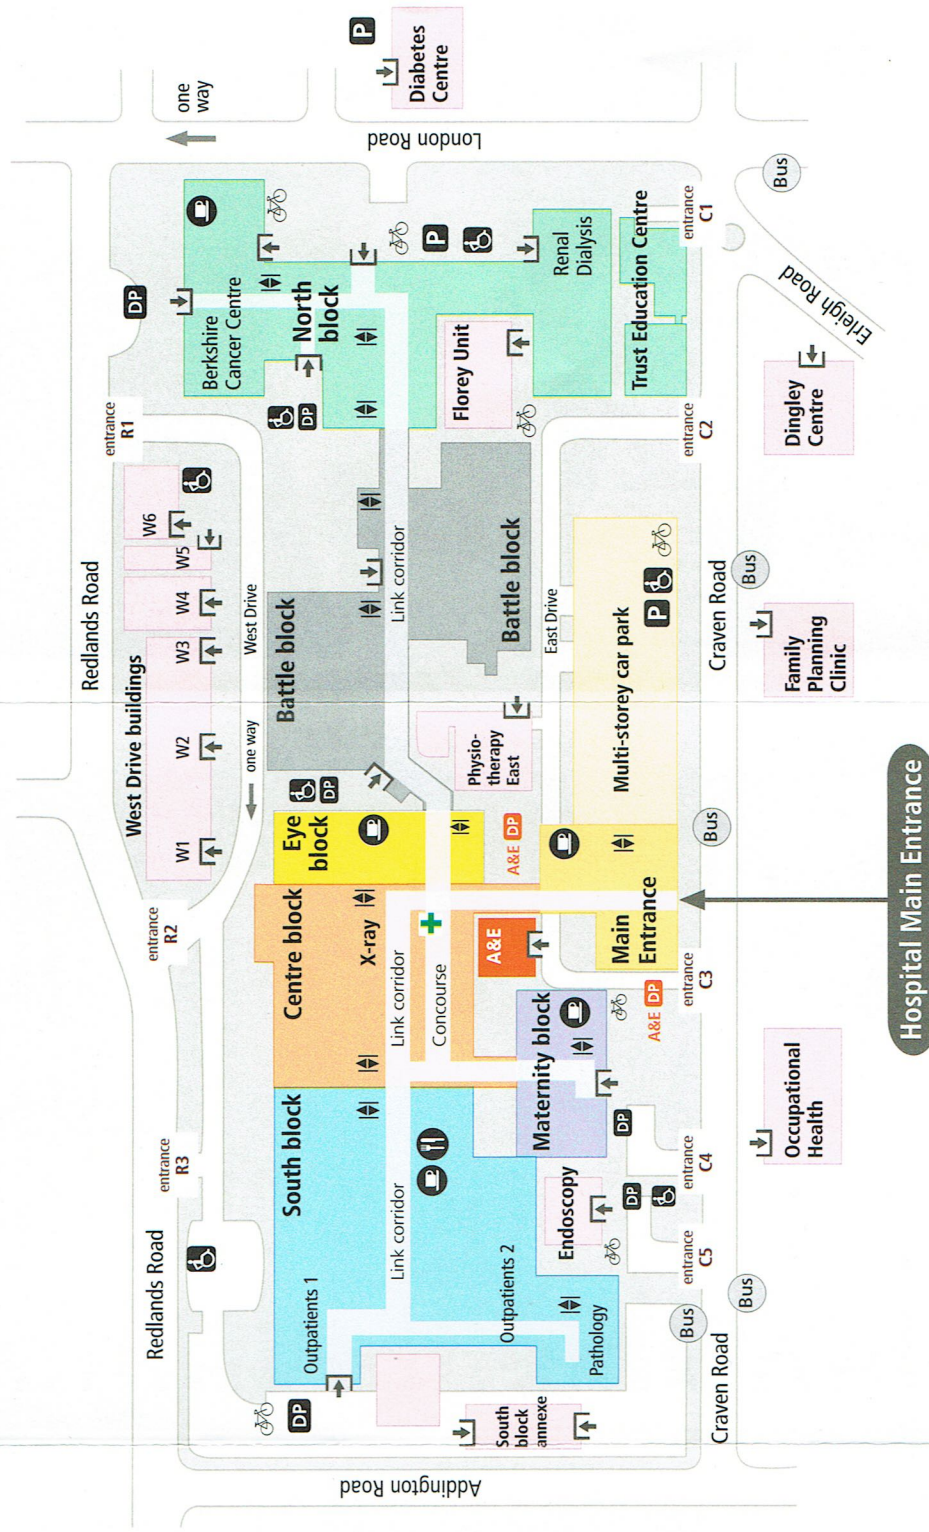 Redlands Road
Redlands Road
entrance
R3
entrance
R2
West Drive buildings
W1
W2
W3
W4
W5
W6
entrance
R1
DP
one
way
P
Diabetes
Centre
London Road
one way
West Drive
Berkshire
Cancer Centre
North
block
DP
DP
Outpatients 1
South block
Centre block
X-ray
Eye
block
DP
Battle block
DP
Link corridor
Link corridor
Link corridor
Concourse
P
Outpatients 2
Pathology
South
block
annexe
Addington Road
Endoscopy
Maternity block
A&E
A&E DP
Physio-
therapy
East
Battle block
Florey Unit
Renal
Dialysis
Trust Education Centre
East Drive
DP
DP
A&E DP
Main
Entrance
Multi-storey car park
P
entrance
C5
entrance
C4
entrance
C3
entrance
C2
entrance
C1
Bus
Bus
Bus
Bus
Bus
Craven Road
Craven Road
Erleigh Road
Occupational
Health
Family
Planning
Clinic
Dingley
Centre
Hospital Main Entrance